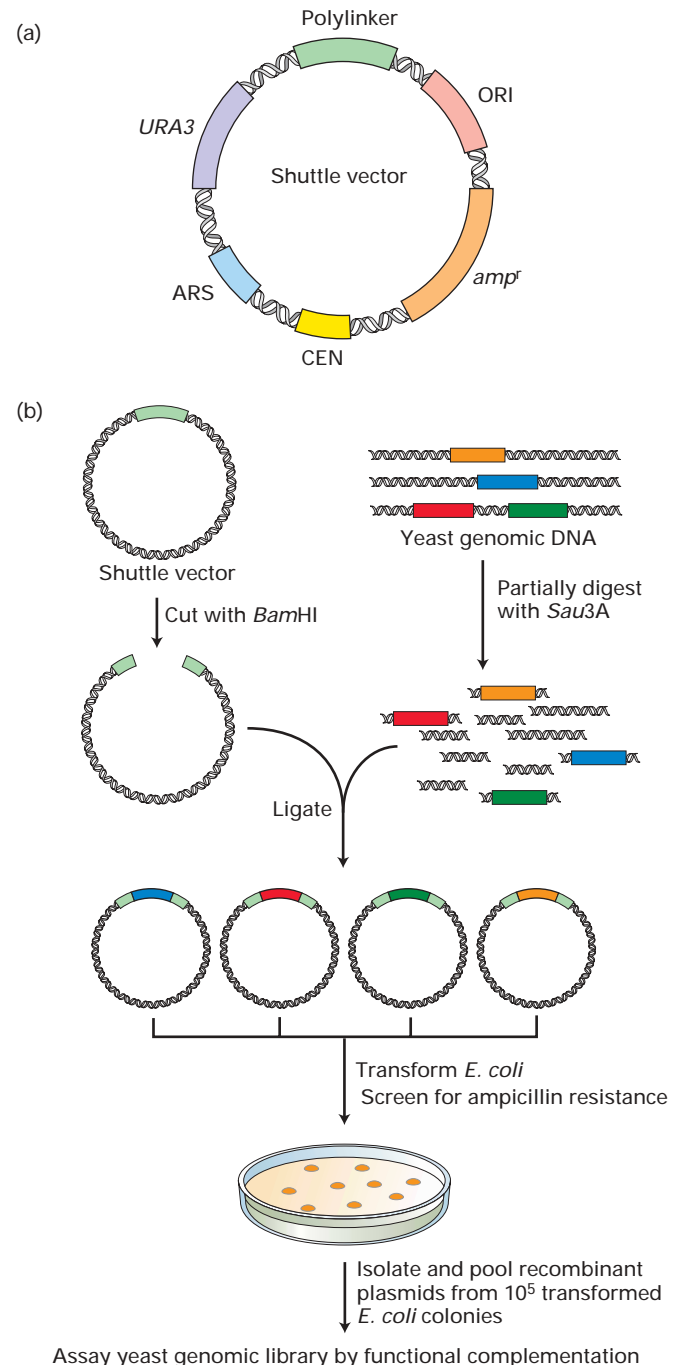 (a)
Polylinker
ORI
URA3
Shuttle vector
ampʳ
ARS
CEN
(b)
Shuttle vector
Yeast genomic DNA
Cut with BamHI
Partially digest
with Sau3A
Ligate
Transform E. coli
Screen for ampicillin resistance
Isolate and pool recombinant
plasmids from 10⁵ transformed
E. coli colonies
Assay yeast genomic library by functional complementation